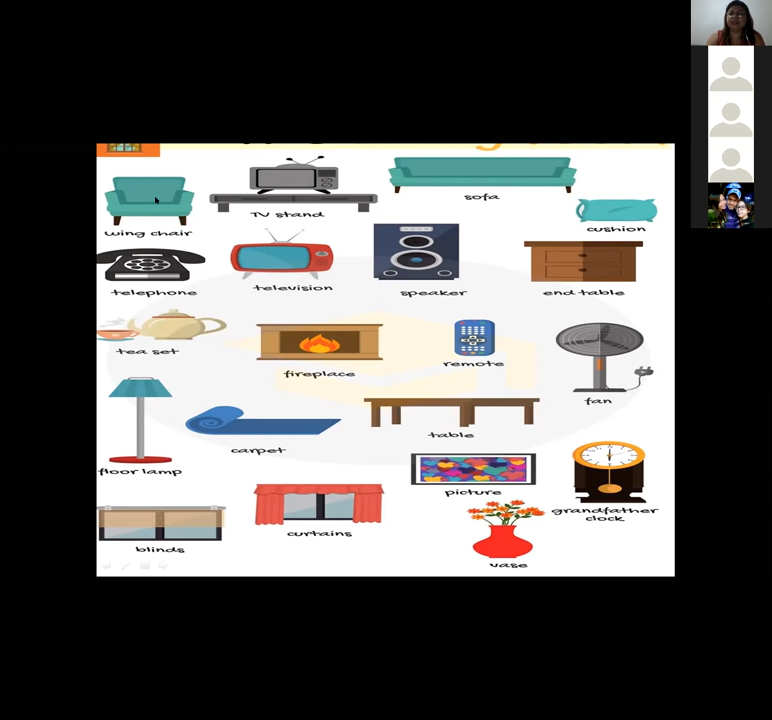 wing chair
TV stand
sofa
cushion
telephone
television
speaker
end table
tea set
fireplace
remote
fan
floor lamp
carpet
table
picture
grandfather
clock
blinds
curtains
vase